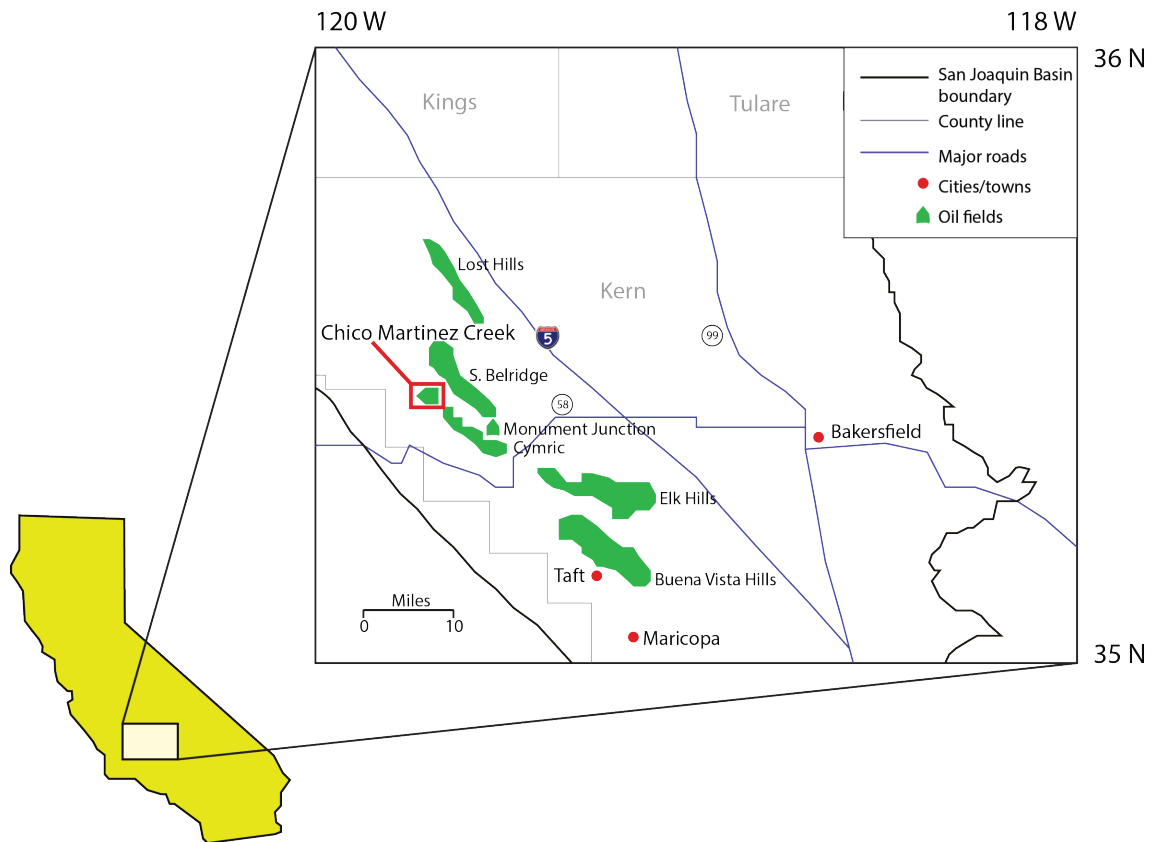 120 W
118 W
36 N
Kings
Tulare
San Joaquin Basin
boundary
County line
Major roads
Cities/towns
Oil fields
Lost Hills
Kern
Chico Martinez Creek
5
99
S. Belridge
58
Monument Junction
Bakersfield
Cymric
Elk Hills
Taft
Buena Vista Hills
Miles
0 10
Maricopa
35 N